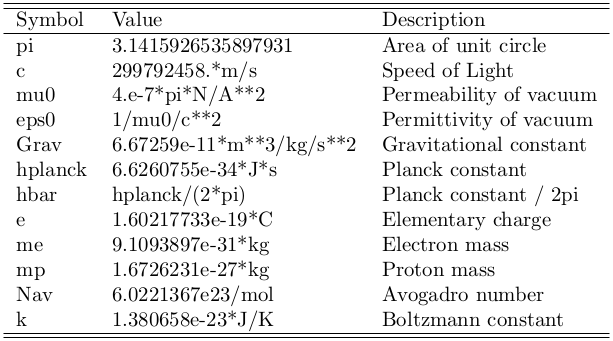 Symbol Value Description
pi 3.1415926535897931 Area of unit circle
c 299792458.*m/s Speed of Light
mu0 4.e-7*pi*N/A**2 Permeability of vacuum
eps0 1/mu0/c**2 Permittivity of vacuum
Grav 6.67259e-11*m**3/kg/s**2 Gravitational constant
hplanck 6.6260755e-34*J*s Planck constant
hbar hplanck/(2*pi) Planck constant / 2pi
e 1.60217733e-19*C Elementary charge
me 9.1093897e-31*kg Electron mass
mp 1.6726231e-27*kg Proton mass
Nav 6.0221367e23/mol Avogadro number
k 1.380658e-23*J/K Boltzmann constant